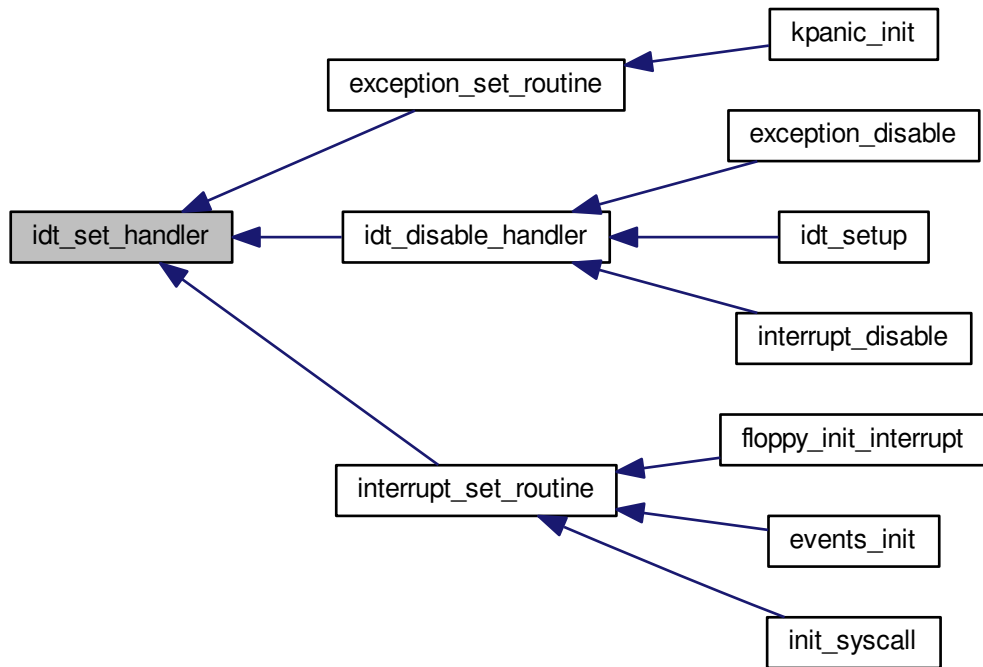 kpanic_init
exception_set_routine
exception_disable
idt_set_handler
idt_disable_handler
idt_setup
interrupt_disable
floppy_init_interrupt
interrupt_set_routine
events_init
init_syscall